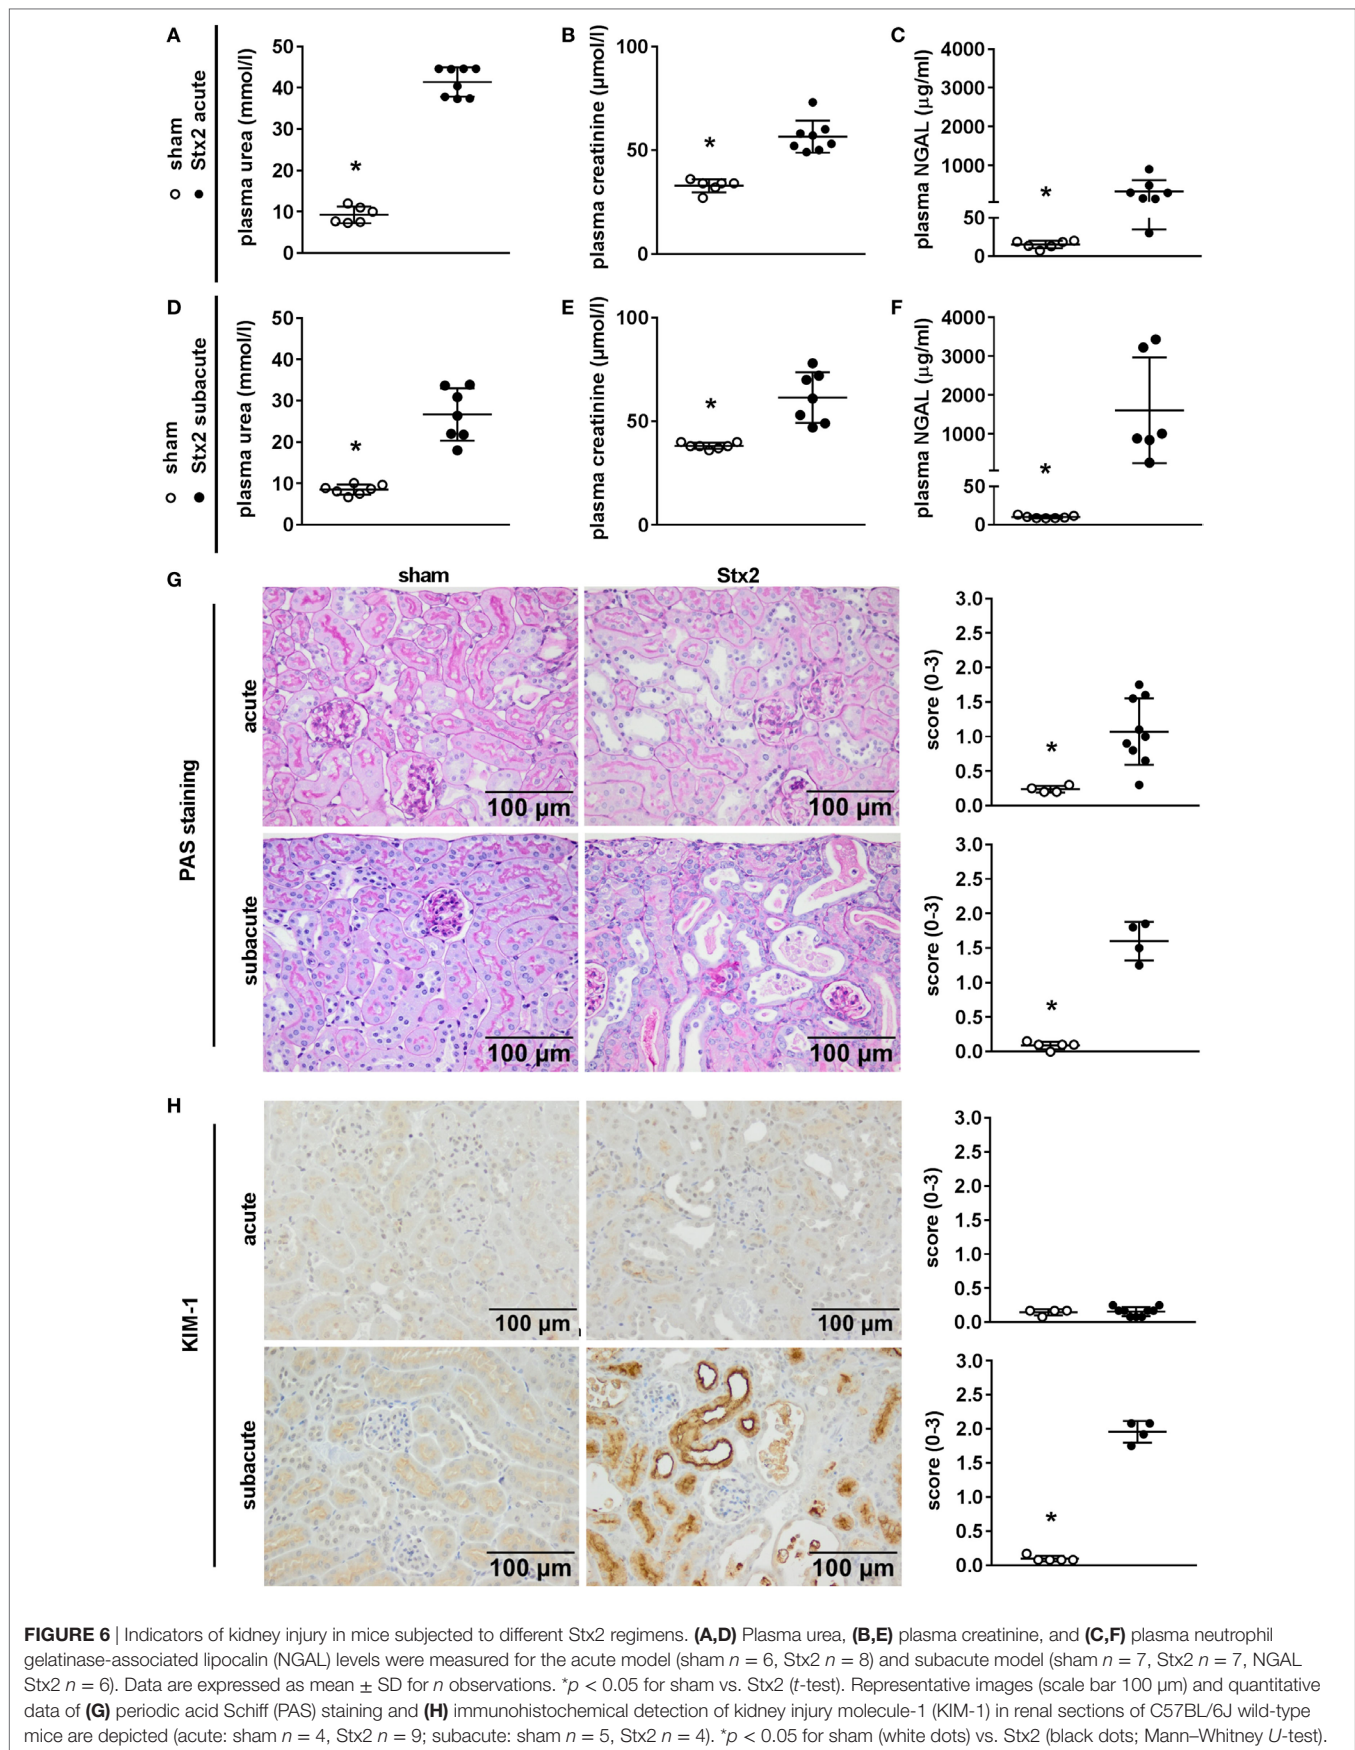 A
B
C
sham
Stx2 acute
plasma urea (mmol/l)
50
40
30
20
10
0
*
plasma creatinine (µmol/l)
100
50
0
*
plasma NGAL (µg/ml)
4000
3000
2000
1000
50
0
*
D
E
F
sham
Stx2 subacute
plasma urea (mmol/l)
50
40
30
20
10
0
*
plasma creatinine (µmol/l)
100
50
0
*
plasma NGAL (µg/ml)
4000
3000
2000
1000
50
0
*
G
sham
Stx2
PAS staining
acute
100 µm
100 µm
score (0-3)
3.0
2.5
2.0
1.5
1.0
0.5
0.0
*
subacute
100 µm
100 µm
score (0-3)
3.0
2.5
2.0
1.5
1.0
0.5
0.0
*
H
KIM-1
acute
100 µm
100 µm
score (0-3)
3.0
2.5
2.0
1.5
1.0
0.5
0.0
subacute
100 µm
100 µm
score (0-3)
3.0
2.5
2.0
1.5
1.0
0.5
0.0
*
FIGURE 6 | Indicators of kidney injury in mice subjected to different Stx2 regimens. (A,D) Plasma urea, (B,E) plasma creatinine, and (C,F) plasma neutrophil
gelatinase-associated lipocalin (NGAL) levels were measured for the acute model (sham n = 6, Stx2 n = 8) and subacute model (sham n = 7, Stx2 n = 7, NGAL
Stx2 n = 6). Data are expressed as mean ± SD for n observations. *p < 0.05 for sham vs. Stx2 (t-test). Representative images (scale bar 100 µm) and quantitative
data of (G) periodic acid Schiff (PAS) staining and (H) immunohistochemical detection of kidney injury molecule-1 (KIM-1) in renal sections of C57BL/6J wild-type
mice are depicted (acute: sham n = 4, Stx2 n = 9; subacute: sham n = 5, Stx2 n = 4). *p < 0.05 for sham (white dots) vs. Stx2 (black dots; Mann–Whitney U-test).